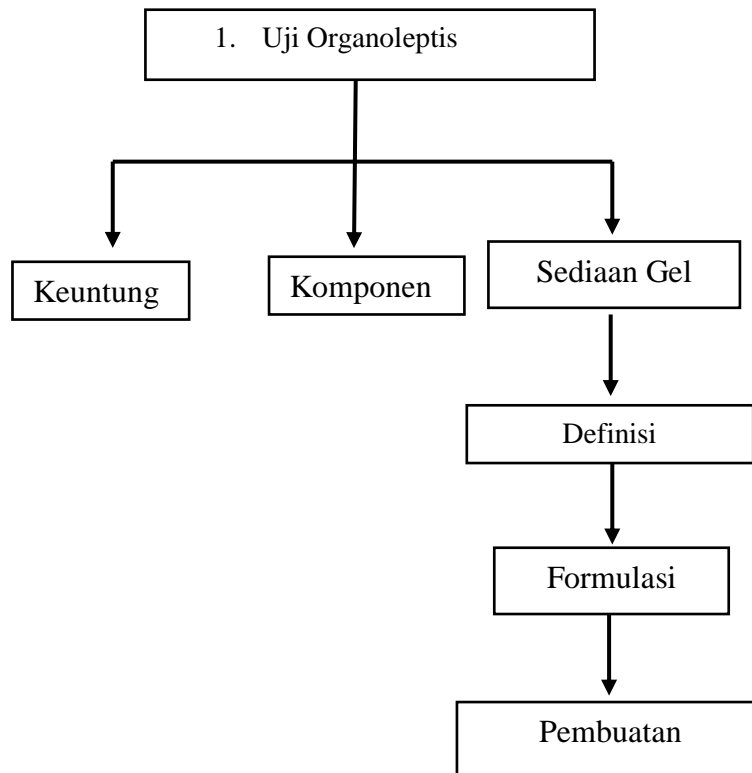 1. Uji Organoleptis
Keuntung
Komponen
Sediaan Gel
Definisi
Formulasi
Pembuatan